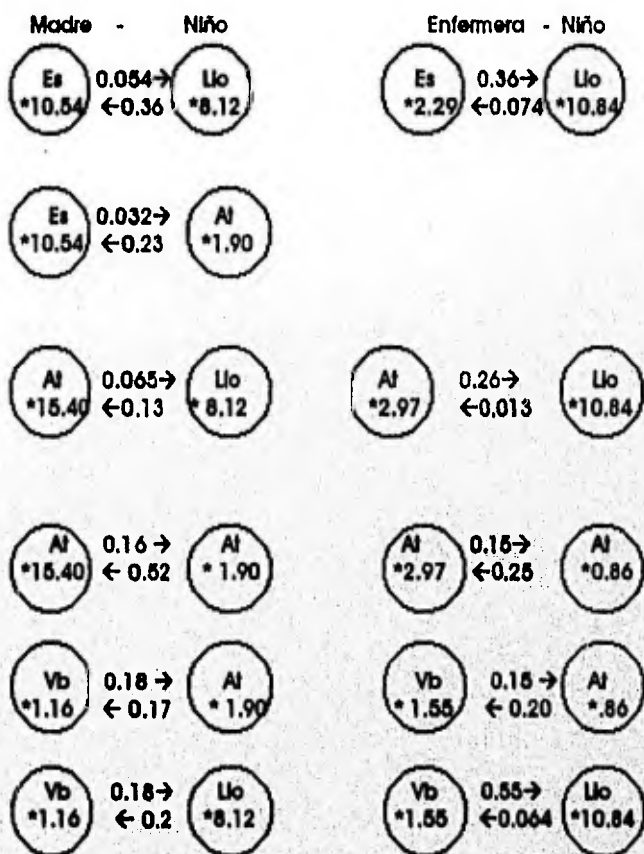 Madre - Niño Enfermera - Niño
Es 0.054→ Llo Es 0.36→ Llo
*10.54 ←0.36 *8.12 *2.29 ←0.074 *10.84
Es 0.032→ At
*10.54 ←0.23 *1.90
At 0.065→ Llo At 0.26→ Llo
*15.40 ←0.13 * 8.12 *2.97 ←0.013 *10.84
At 0.16 → At At 0.15→ At
*15.40 ← 0.52 * 1.90 *2.97 ←0.25 *0.86
Vb 0.18 → At Vb 0.15 → At
*1.16 ← 0.17 * 1.90 * 1.55 ← 0.20 *.86
Vb 0.18→ Llo Vb 0.55→ Llo
*1.16 ← 0.2 *8.12 *1.55 ←0.064 *10.84